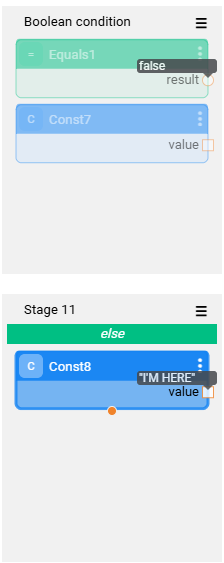 Boolean condition
= Equals1
false
result
C Const7
value
Stage 11
else
C Const8
"I'M HERE"
value